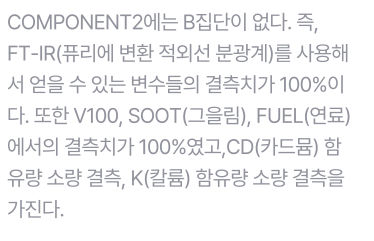 COMPONENT2에는 B집단이 없다. 즉,
FT-IR(퓨리에 변환 적외선 분광계)를 사용해
서 얻을 수 있는 변수들의 결측치가 100%이
다. 또한 V100, SOOT(그을림), FUEL(연료)
에서의 결측치가 100%였고,CD(카드뮴) 함
유량 소량 결측, K(칼륨) 함유량 소량 결측을
가진다.